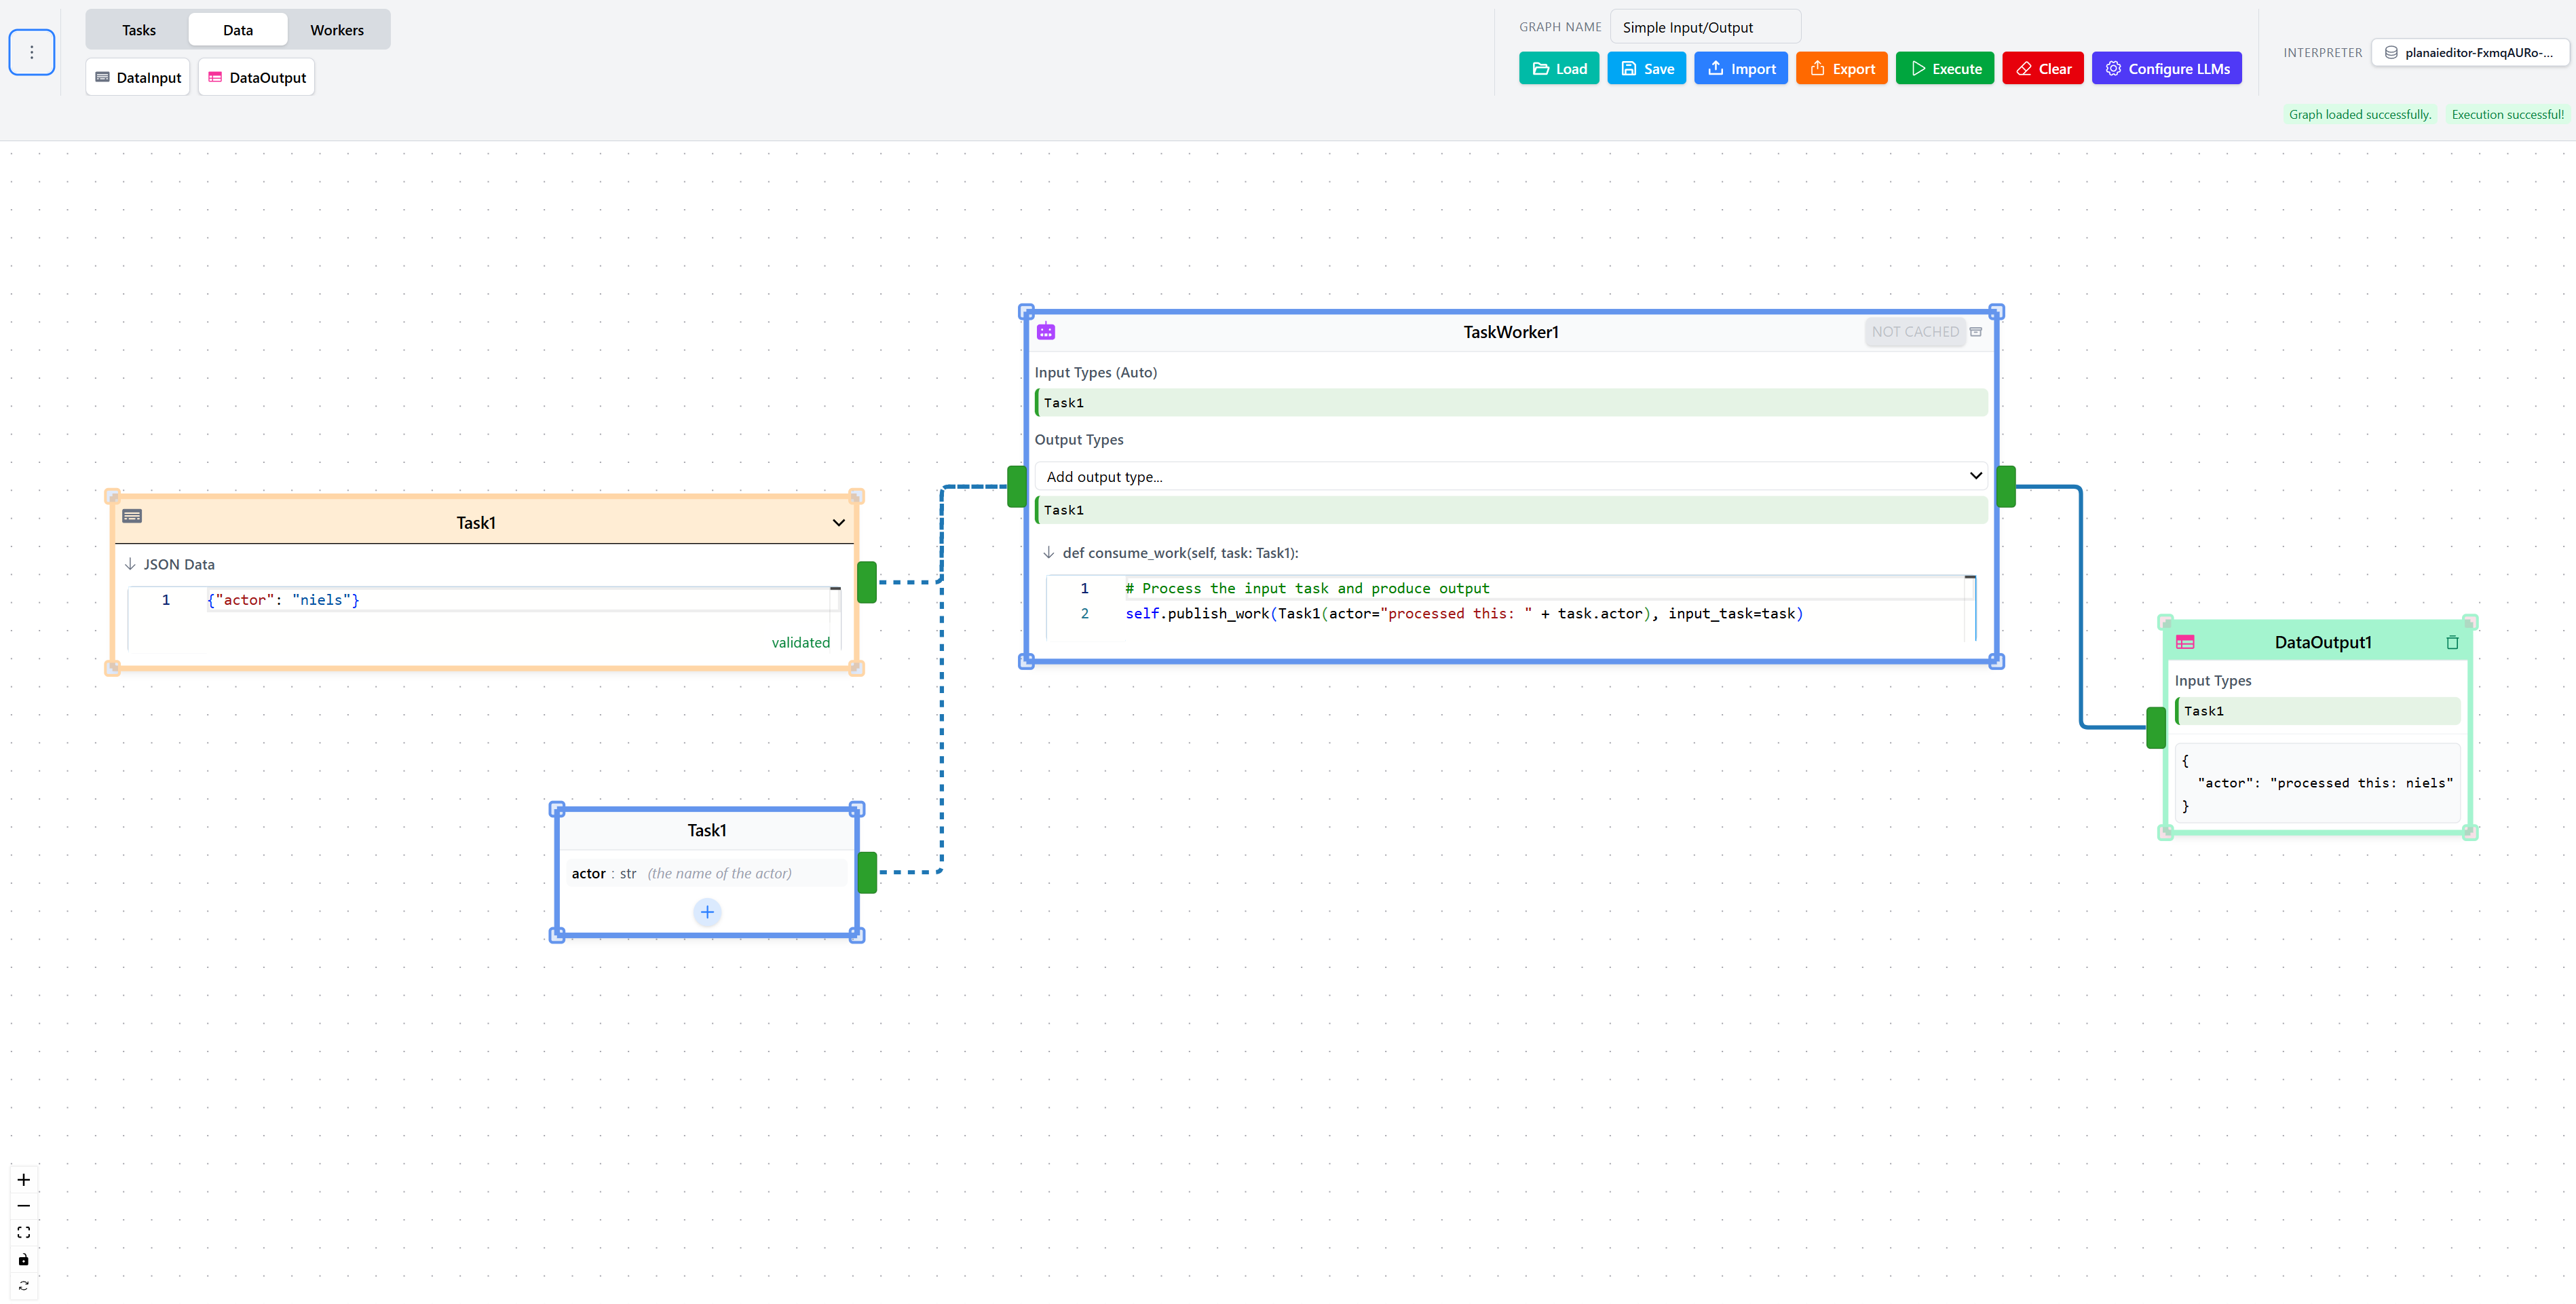 Tasks Data Workers
DataInput DataOutput
GRAPH NAME Simple Input/Output
Load Save Import Export Execute Clear Configure LLMs
INTERPRETER planaieditor-FxmqAURo-...
Graph loaded successfully. Execution successful!
TaskWorker1 NOT CACHED
Input Types (Auto)
Task1
Output Types
Add output type...
Task1
def consume_work(self, task: Task1):
1 # Process the input task and produce output
2 self.publish_work(Task1(actor="processed this: " + task.actor), input_task=task)
Task1
JSON Data
1 {"actor": "niels"}
validated
Task1
actor : str (the name of the actor)
DataOutput1
Input Types
Task1
{
"actor": "processed this: niels"
}